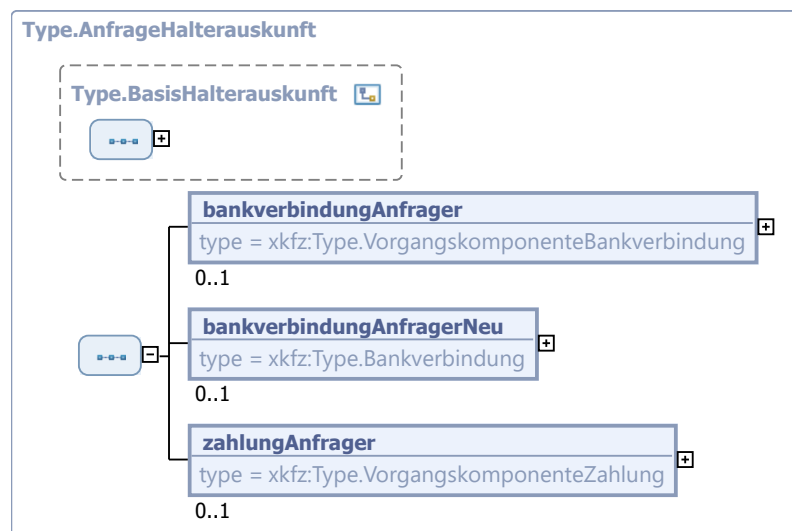 Type.AnfrageHalterauskunft
Type.BasisHalterauskunft
bankverbindungAnfrager
type = xkfz:Type.VorgangskomponenteBankverbindung
0..1
bankverbindungAnfragerNeu
type = xkfz:Type.Bankverbindung
0..1
zahlungAnfrager
type = xkfz:Type.VorgangskomponenteZahlung
0..1